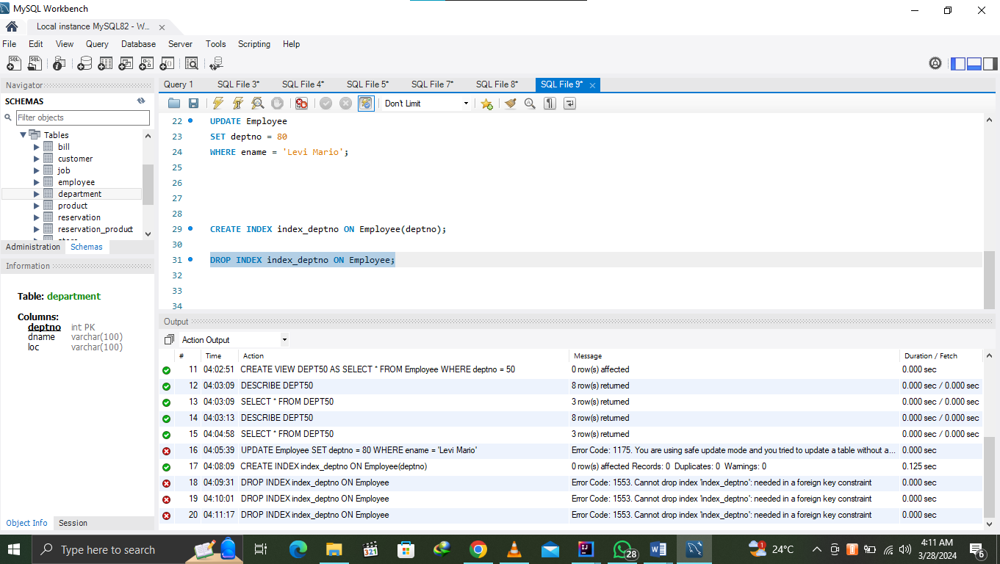 MySQL Workbench
Local instance MySQL82 - W...
File Edit View Query Database Server Tools Scripting Help
Navigator
SCHEMAS
Filter objects
Tables
bill
customer
job
employee
department
product
reservation
reservation_product
Administration Schemas
Information
Table: department
Columns:
deptno int PK
dname varchar(100)
loc varchar(100)
Object Info Session
Query 1 SQL File 3* SQL File 4* SQL File 5* SQL File 7* SQL File 8* SQL File 9*
Don't Limit
22 UPDATE Employee
23 SET deptno = 80
24 WHERE ename = 'Levi Mario';
25
26
27
28
29 CREATE INDEX index_deptno ON Employee(deptno);
30
31 DROP INDEX index_deptno ON Employee;
32
33
34
Output
Action Output
# Time Action Message Duration / Fetch
11 04:02:51 CREATE VIEW DEPT50 AS SELECT * FROM Employee WHERE deptno = 50 0 row(s) affected 0.000 sec
12 04:03:09 DESCRIBE DEPT50 8 row(s) returned 0.000 sec / 0.000 sec
13 04:03:09 SELECT * FROM DEPT50 3 row(s) returned 0.000 sec / 0.000 sec
14 04:03:13 DESCRIBE DEPT50 8 row(s) returned 0.000 sec / 0.000 sec
15 04:04:58 SELECT * FROM DEPT50 3 row(s) returned 0.000 sec / 0.000 sec
16 04:05:39 UPDATE Employee SET deptno = 80 WHERE ename = 'Levi Mario' Error Code: 1175. You are using safe update mode and you tried to update a table without a... 0.000 sec
17 04:08:09 CREATE INDEX index_deptno ON Employee(deptno) 0 row(s) affected Records: 0 Duplicates: 0 Warnings: 0 0.125 sec
18 04:09:31 DROP INDEX index_deptno ON Employee Error Code: 1553. Cannot drop index 'index_deptno': needed in a foreign key constraint 0.000 sec
19 04:10:01 DROP INDEX index_deptno ON Employee Error Code: 1553. Cannot drop index 'index_deptno': needed in a foreign key constraint 0.000 sec
20 04:11:17 DROP INDEX index_deptno ON Employee Error Code: 1553. Cannot drop index 'index_deptno': needed in a foreign key constraint 0.000 sec
Type here to search
321
28
1
24°C
4:11 AM
3/28/2024
6